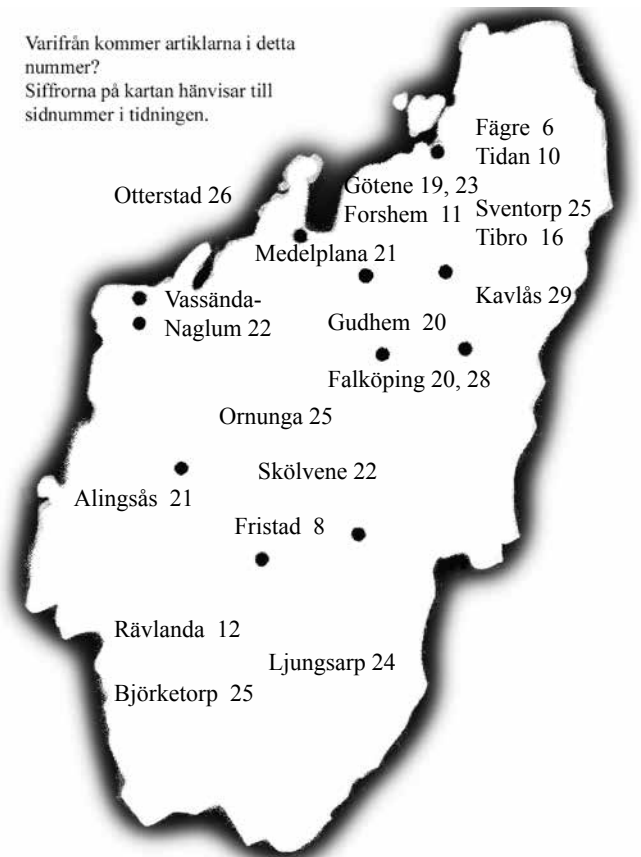 Varifrån kommer artiklarna i detta
nummer?
Siffrorna på kartan hänvisar till
sidnummer i tidningen.
Fägre 6
Tidan 10
Otterstad 26
Götene 19, 23
Forshem 11
Sventorp 25
Tibro 16
Medelplana 21
Kavlås 29
Vassända-
Naglum 22
Gudhem 20
Falköping 20, 28
Ornunga 25
Skölvene 22
Alingsås 21
Fristad 8
Rävlanda 12
Ljungsarp 24
Björketorp 25